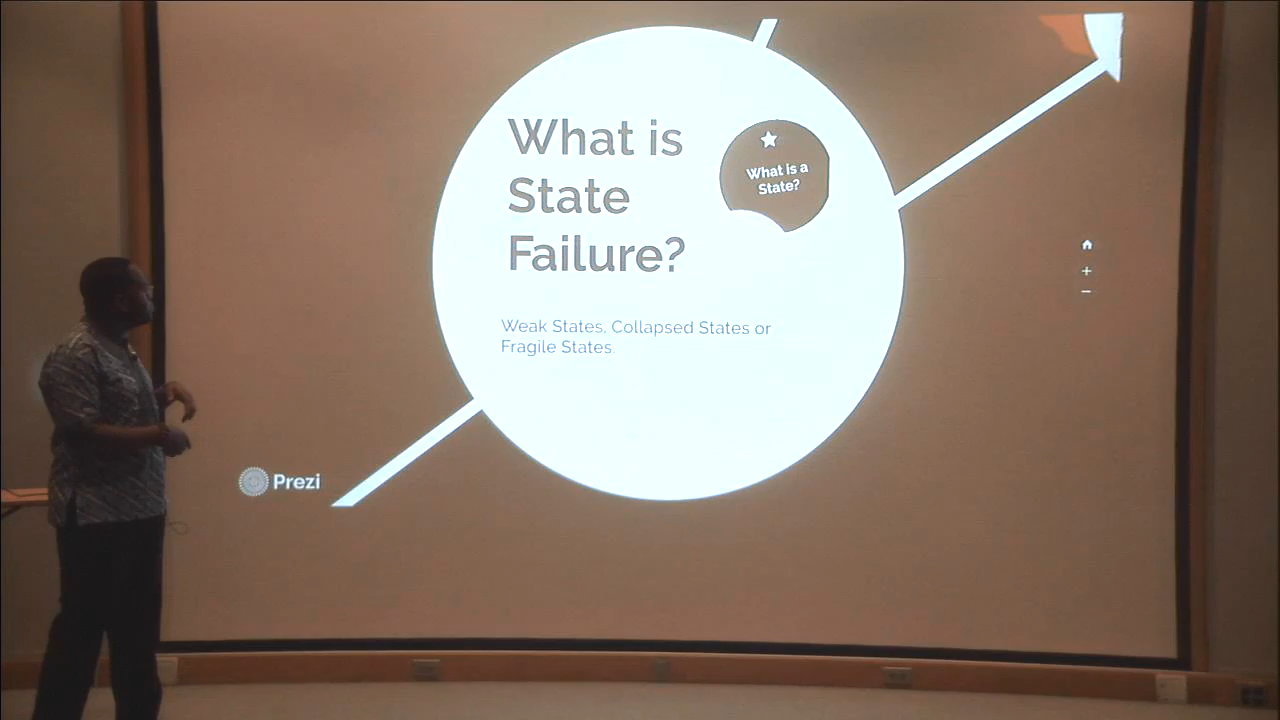 What is
State
Failure?
What is a
State?
Weak States, Collapsed States or
Fragile States.
Prezi